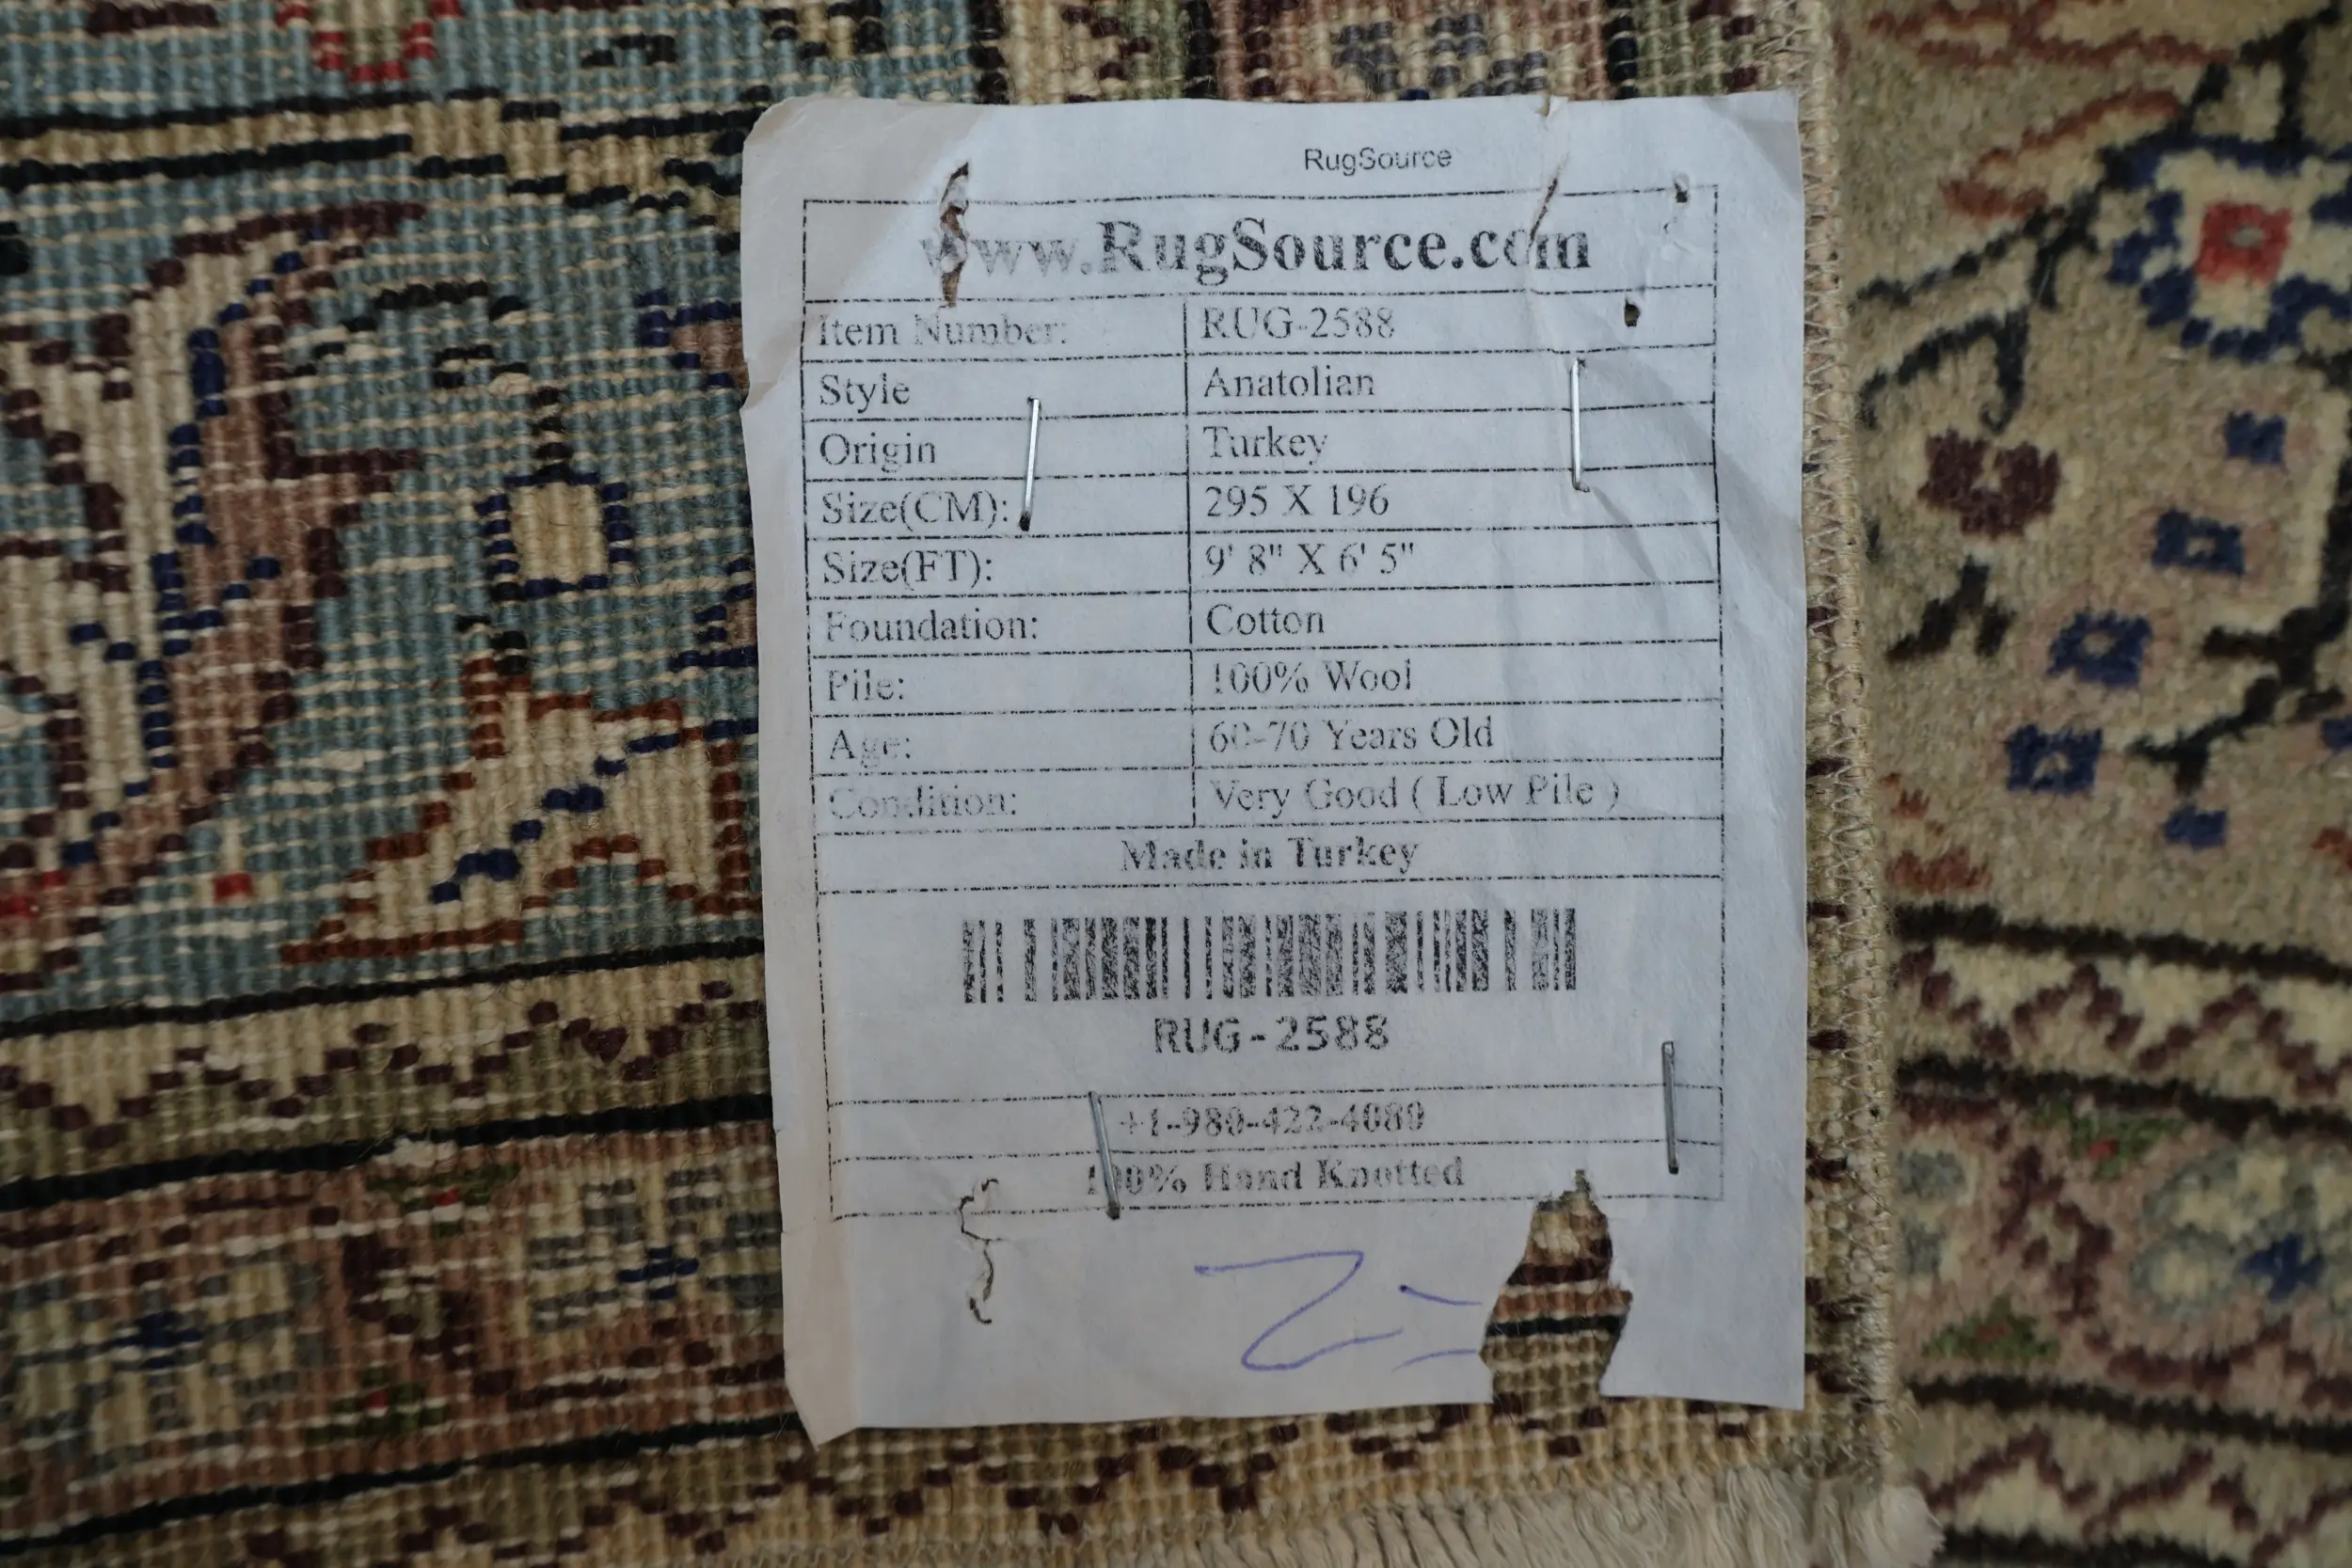 RugSource
www.RugSource.com
Item Number: RUG-2588
Style Anatolian
Origin Turkey
Size(CM): 295 X 196
Size(FT): 9' 8" X 6' 5"
Foundation: Cotton
Pile: 100% Wool
Age: 60-70 Years Old
Condition: Very Good ( Low Pile )
Made in Turkey
RUG-2588
+1-980-422-4080
100% Hand Knotted